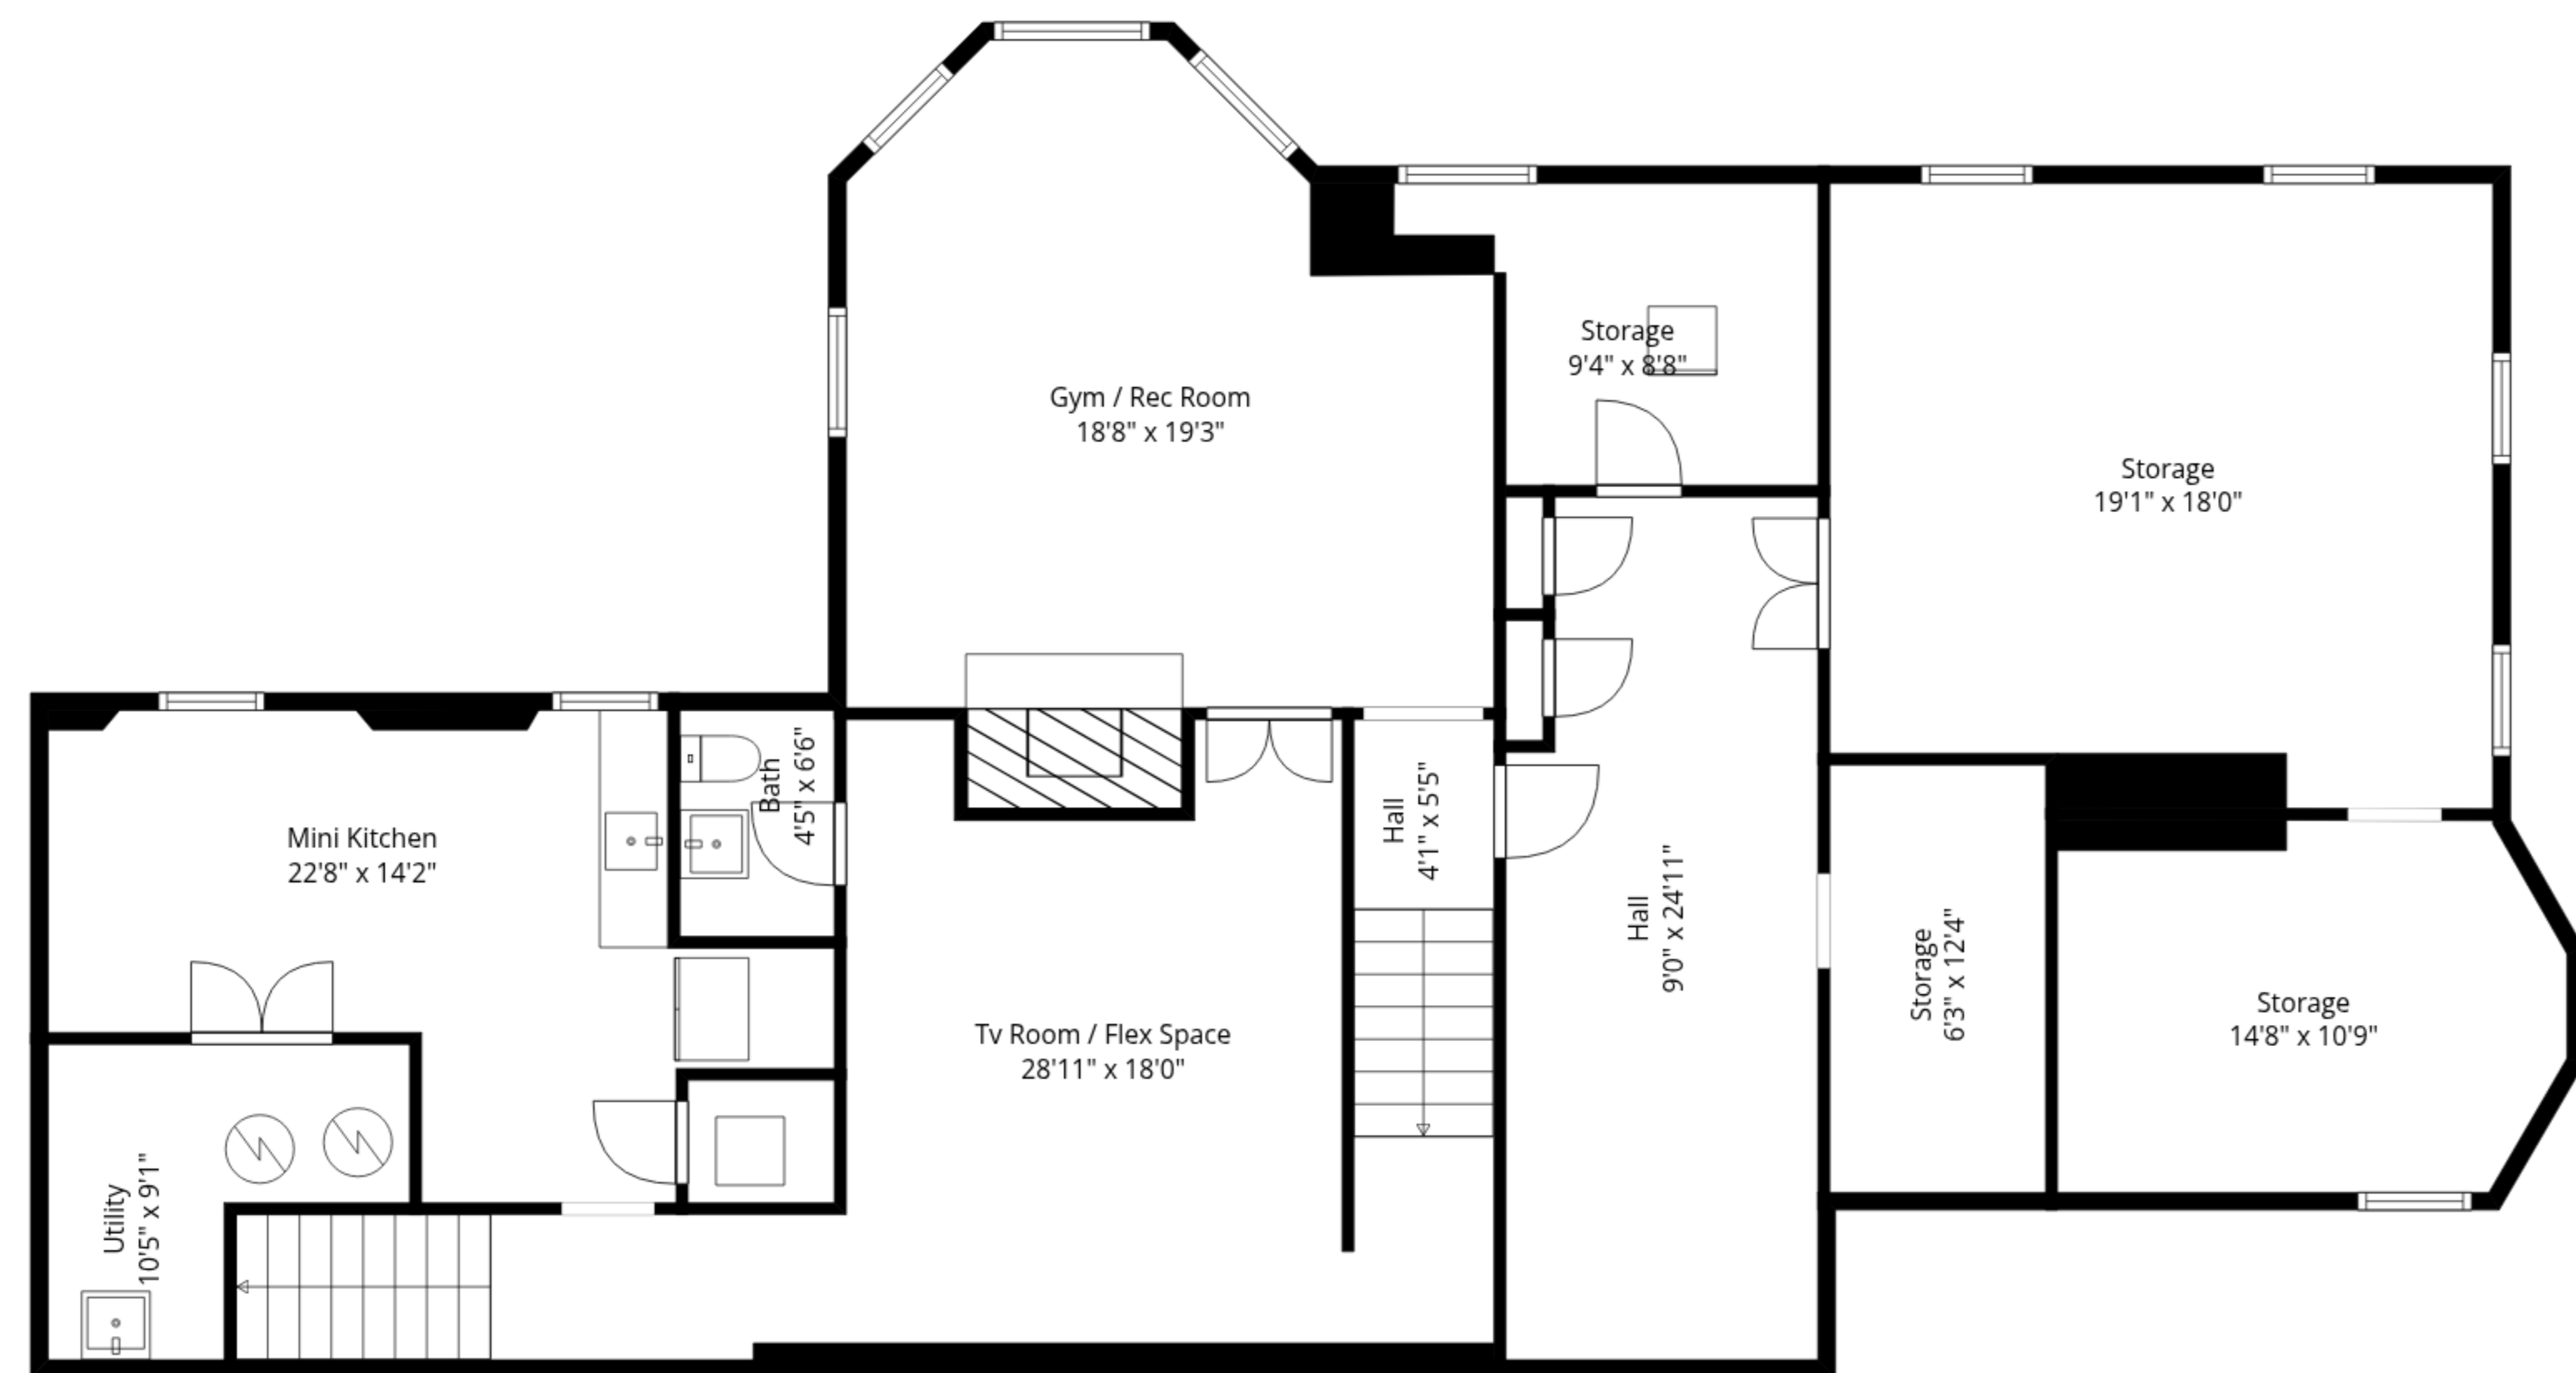 Gym / Rec Room
18'8" x 19'3"
Storage
9'4" x 8'8"
Storage
19'1" x 18'0"
Mini Kitchen
22'8" x 14'2"
Bath
4'5" x 6'6"
Hall
4'1" x 5'5"
Hall
9'0" x 24'11"
Storage
6'3" x 12'4"
Storage
14'8" x 10'9"
Tv Room / Flex Space
28'11" x 18'0"
Utility
10'5" x 9'1"